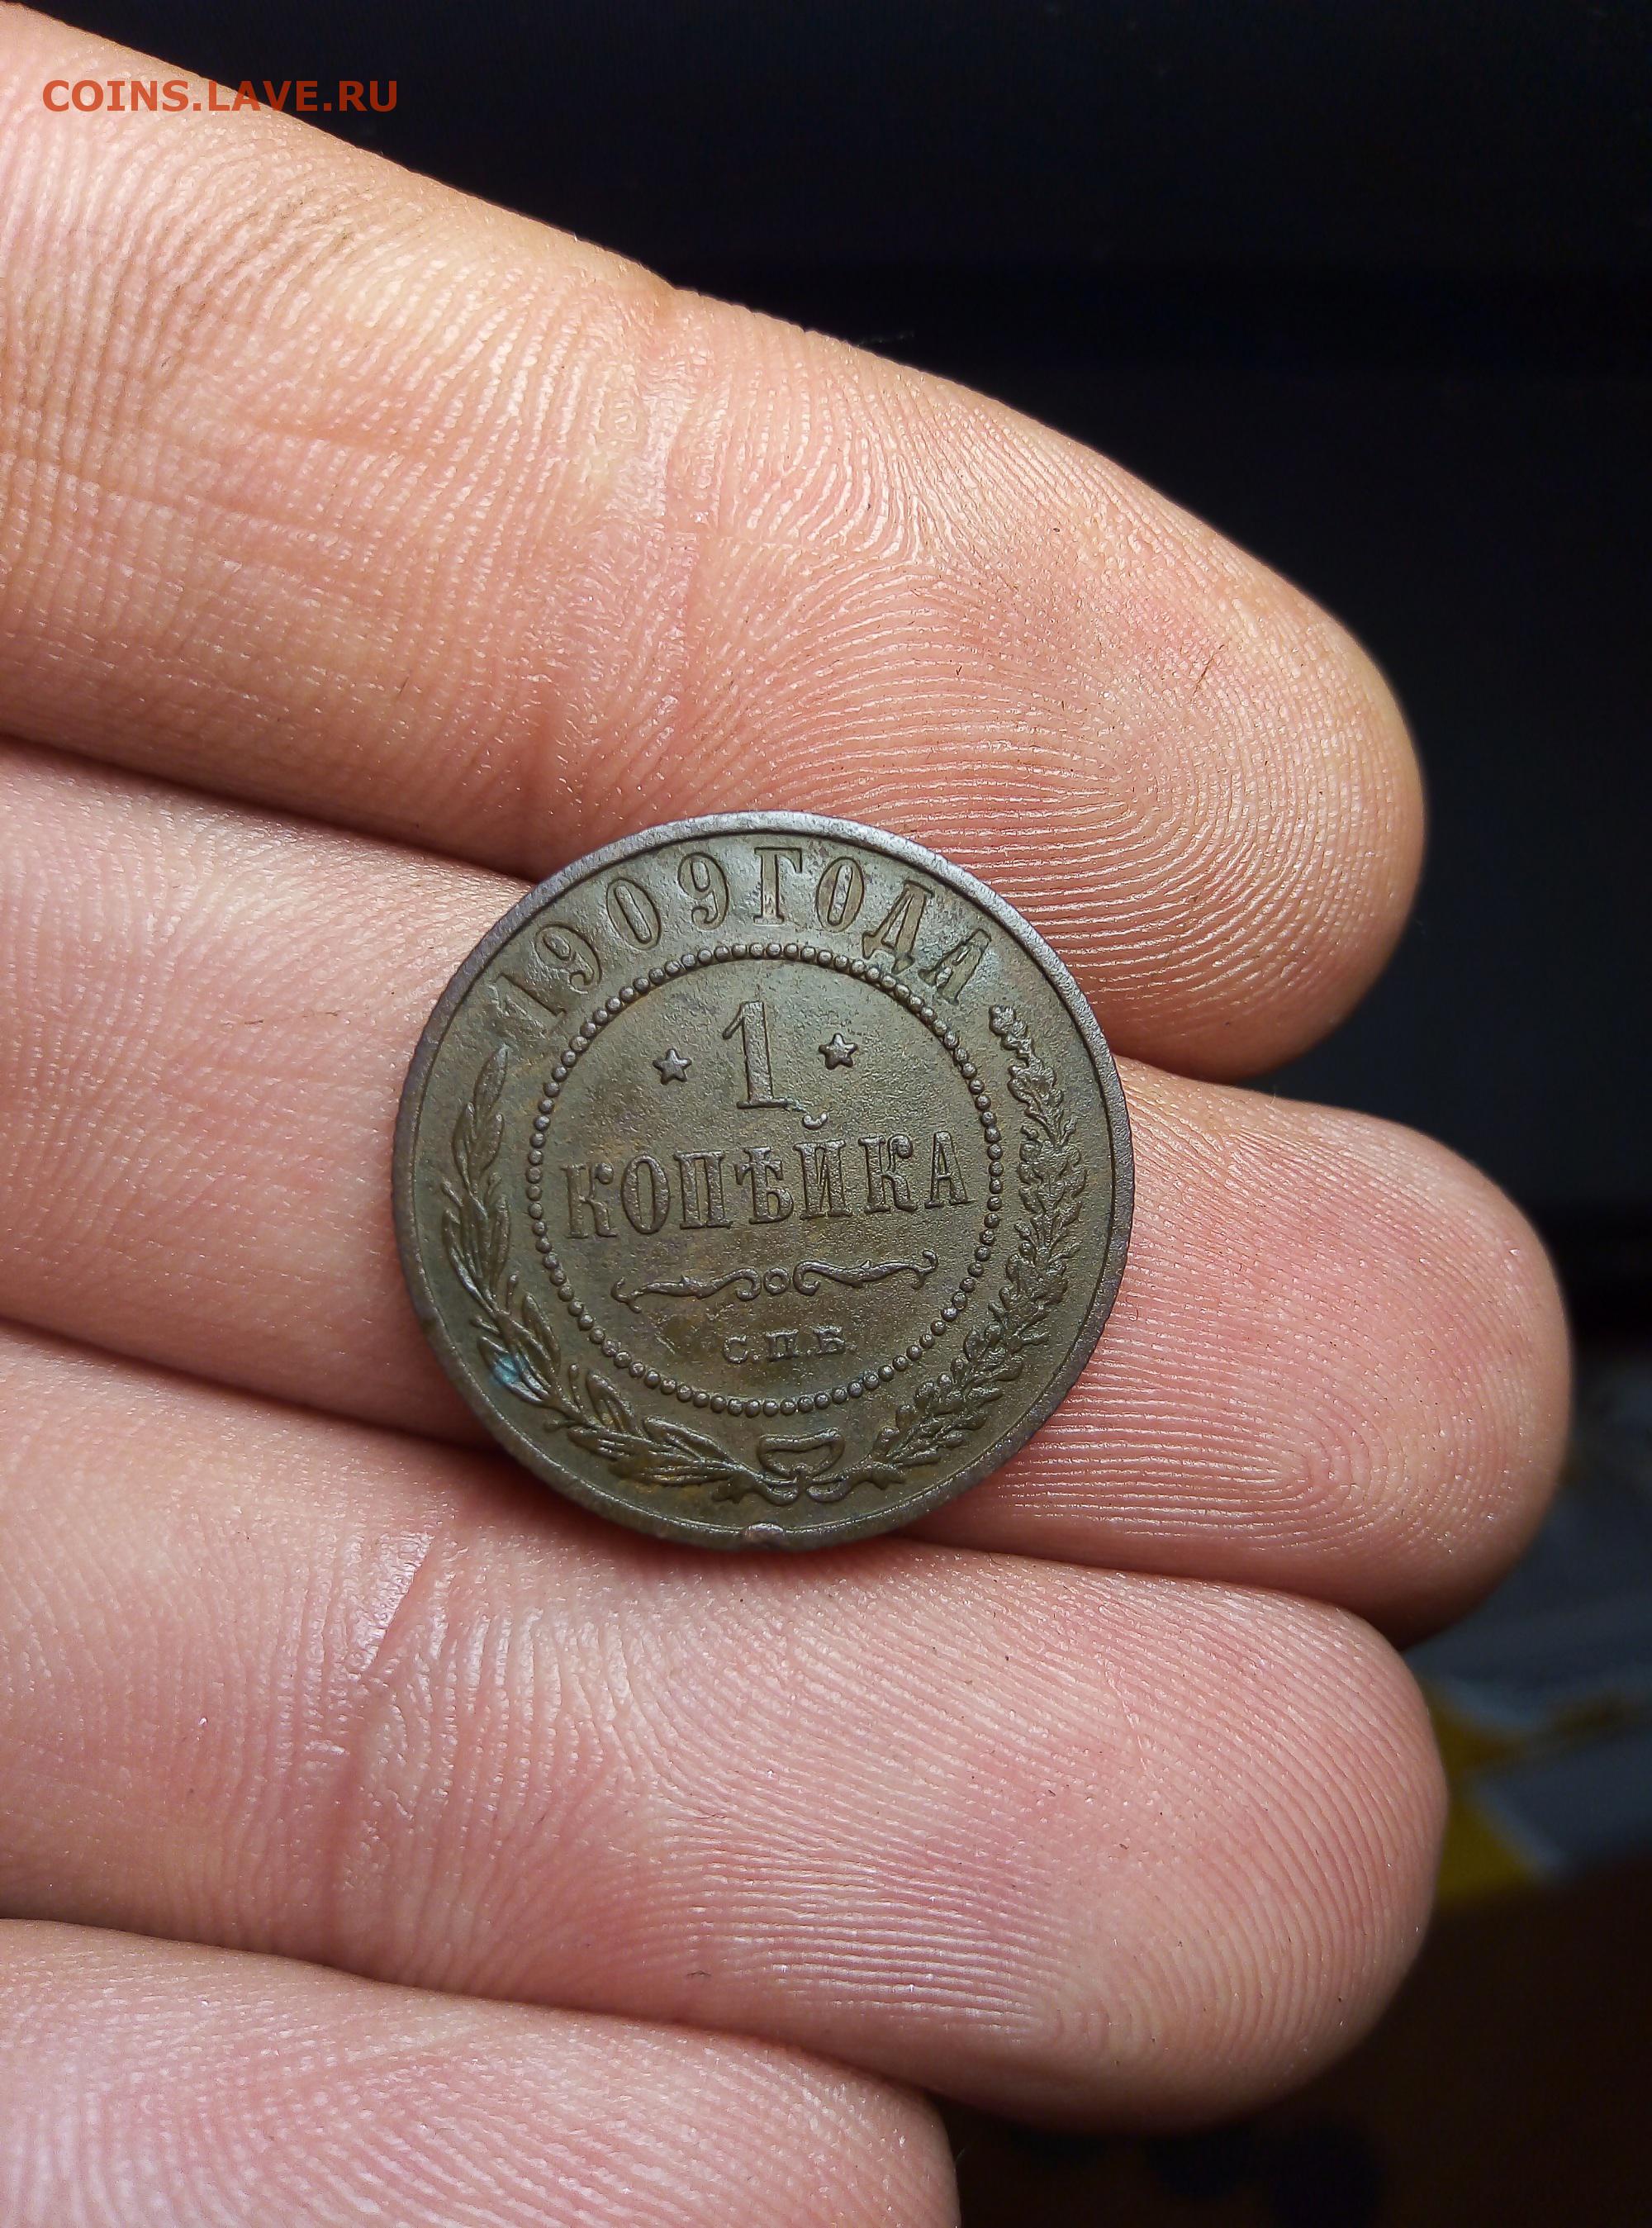 COINS.LAVE.RU
1909 ГОДА
1
КОПѢЙКА
С.П.Б.